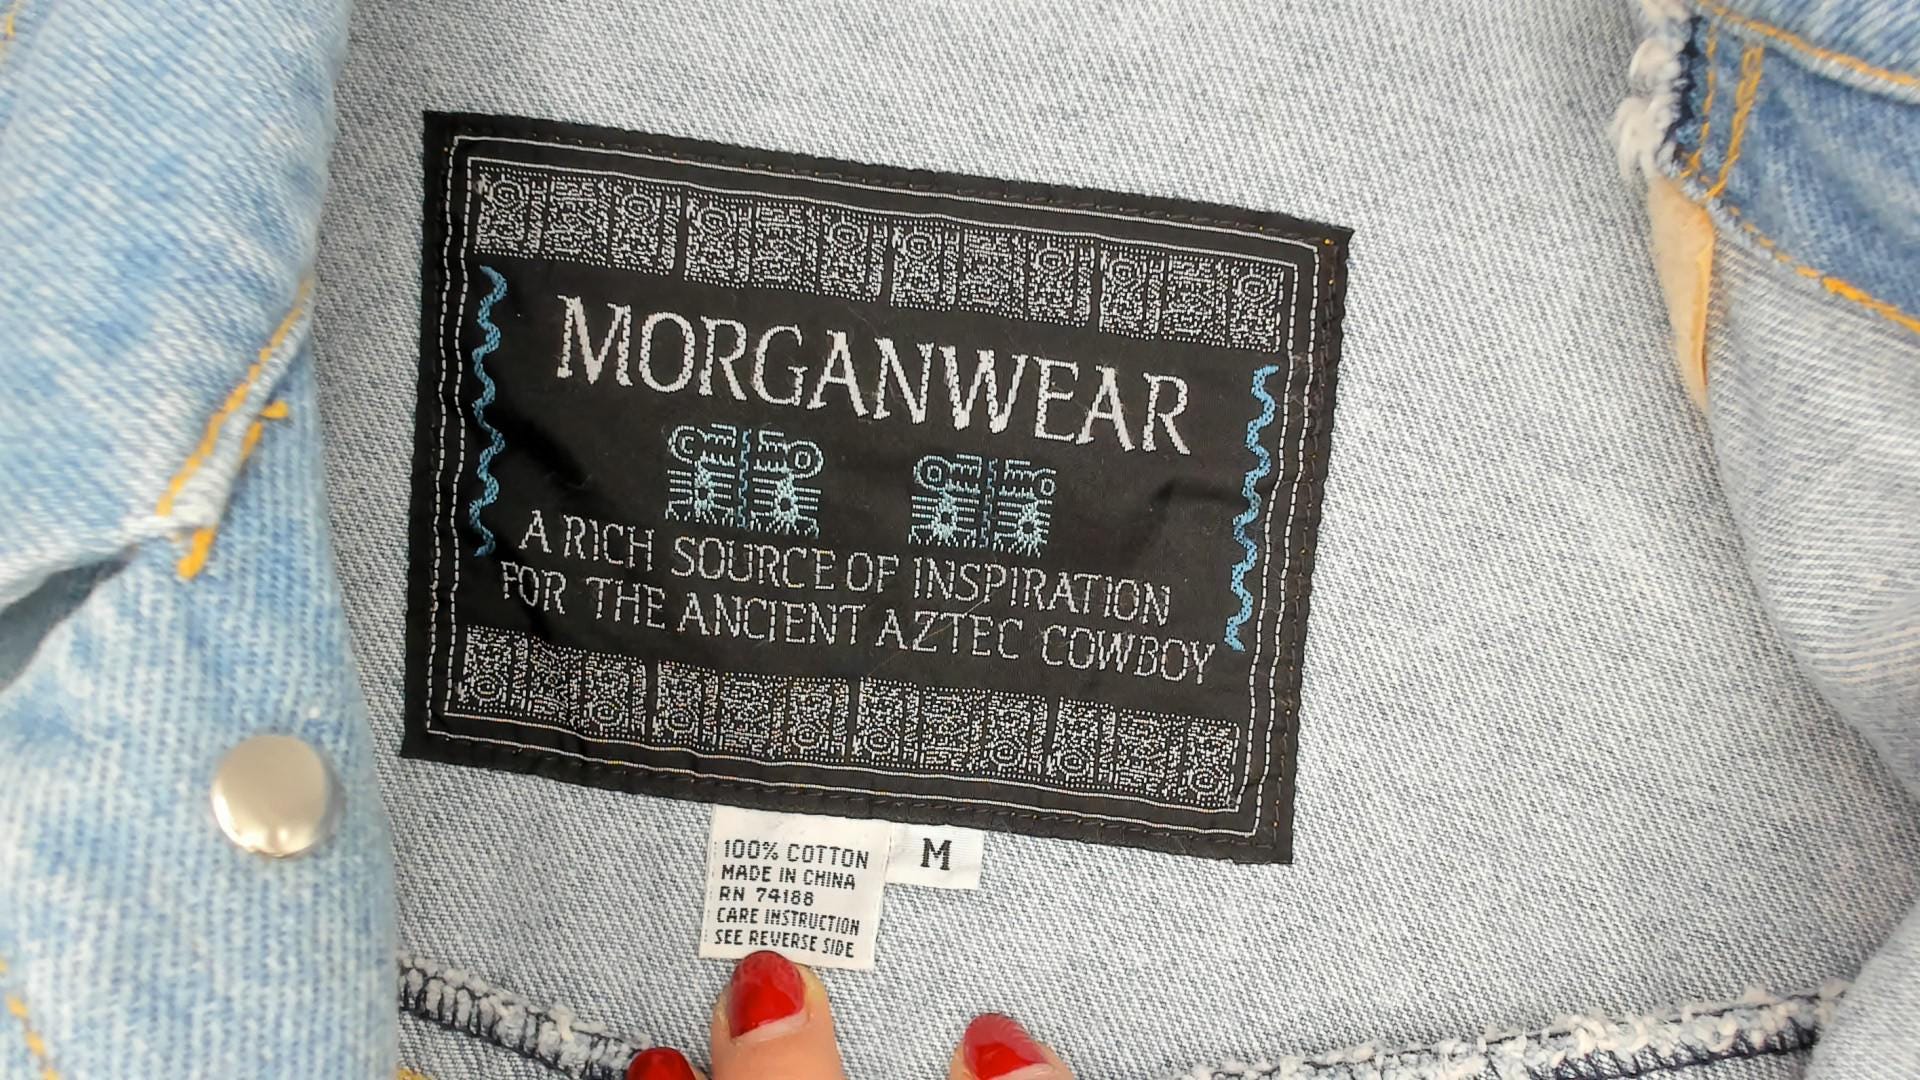 MORGANWEAR
A RICH SOURCE OF INSPIRATION
FOR THE ANCIENT AZTEC COWBOY
100% COTTON
MADE IN CHINA
RN 74188
CARE INSTRUCTION
SEE REVERSE SIDE
M